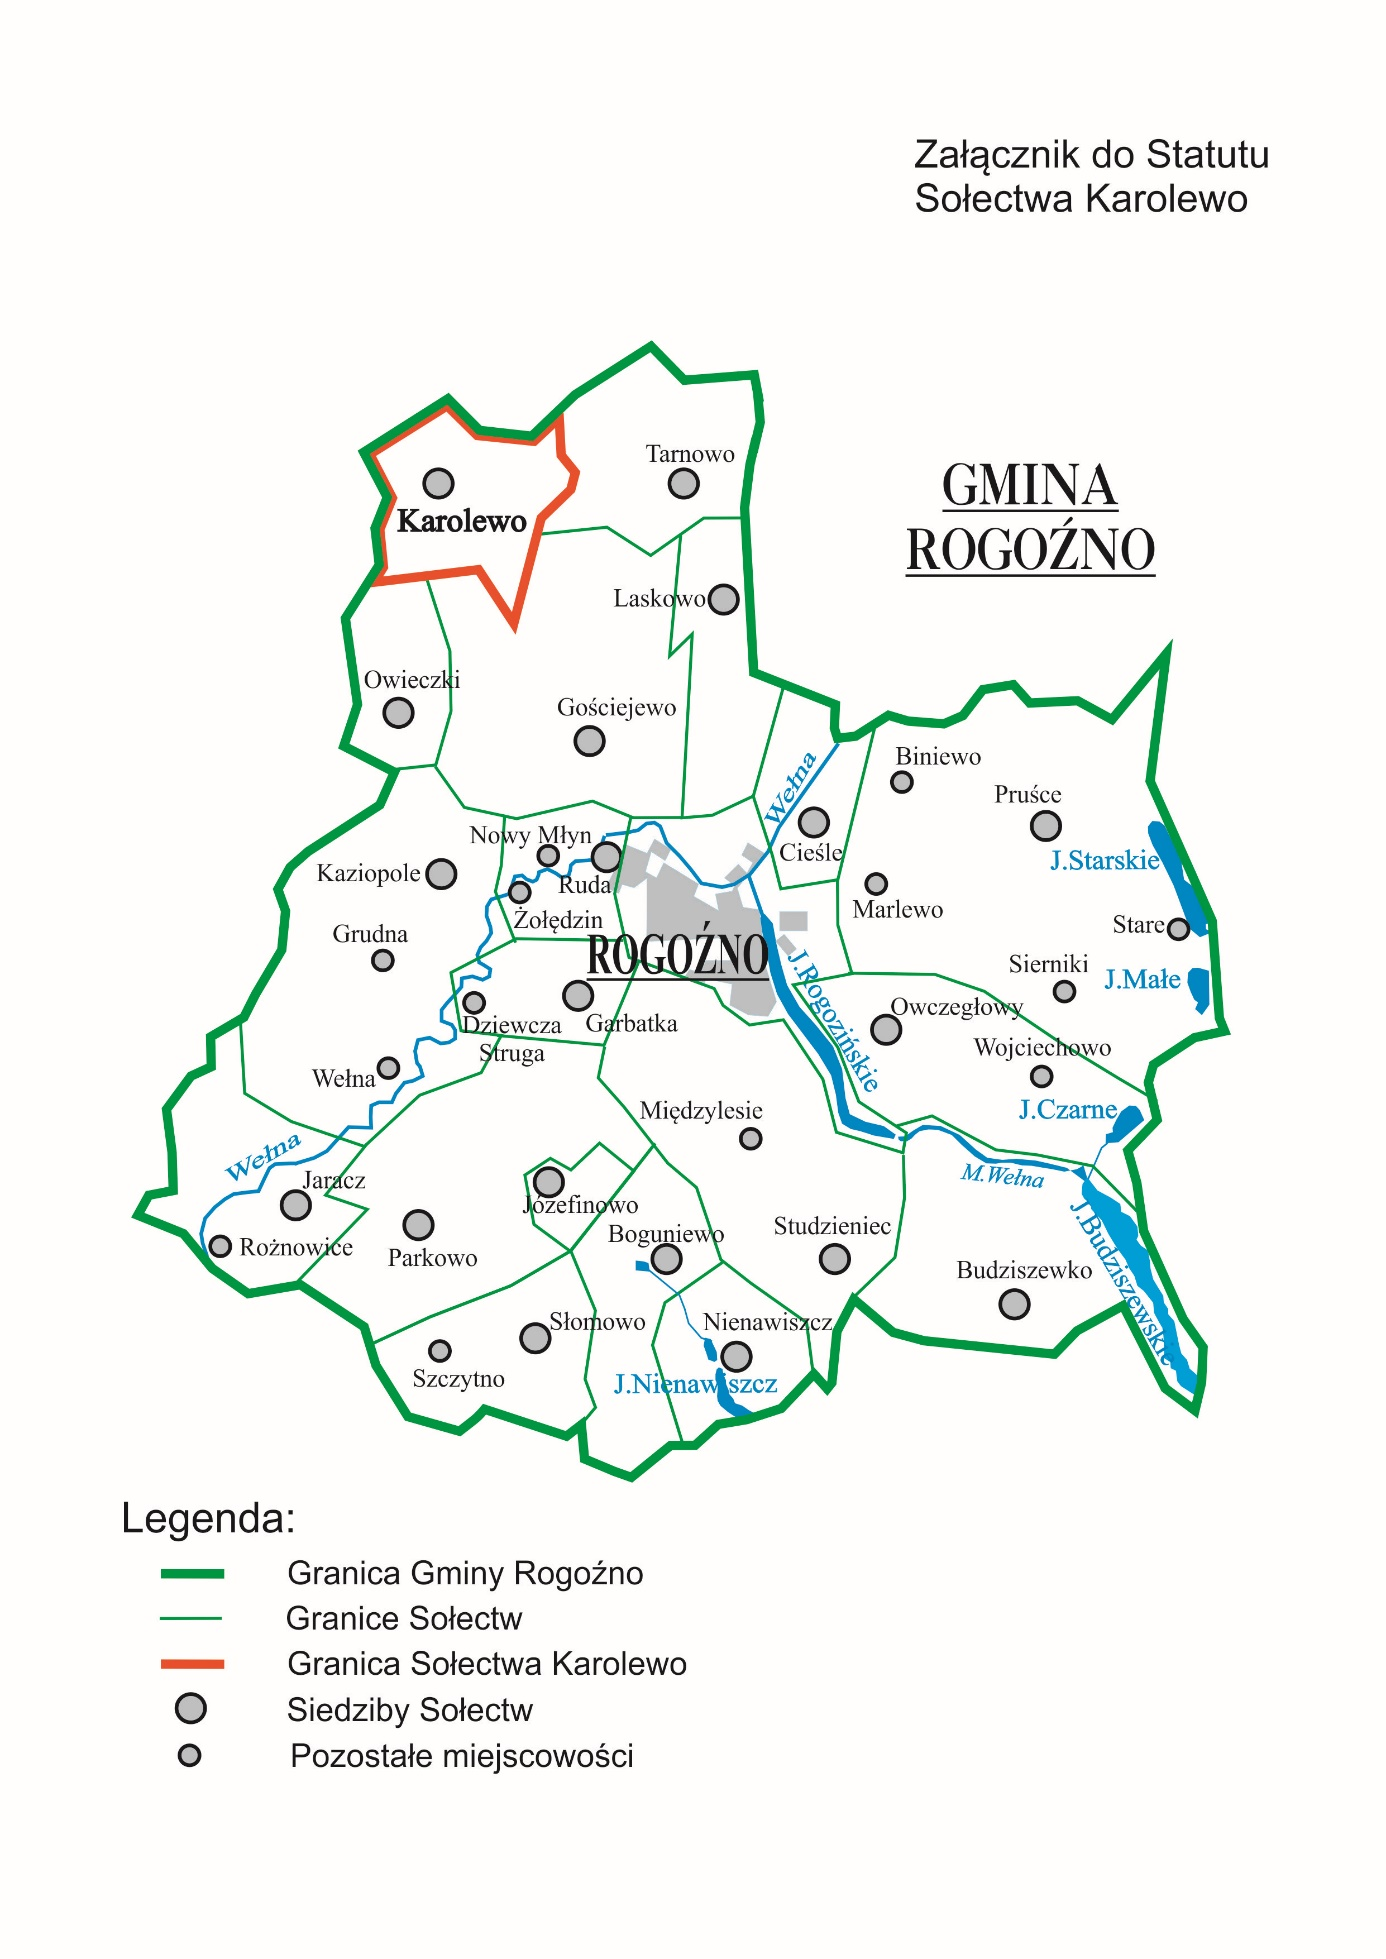 Załącznik do Statutu
Sołectwa Karolewo
GMINA
ROGOŹNO
Tarnowo
Karolewo
Laskowo
Owieczki
Gościejewo
Biniewo
Wełna
Pruśce
Nowy Młyn
Cieśle
J.Starskie
Kaziopole
Ruda
Marlewo
Żołędzin
Stare
Grudna
ROGOŹNO
Sierniki
J.Małe
J.Rogozińskie
Owczegłowy
Dziewcza
Struga
Garbatka
Wojciechowo
Wełna
Międzylesie
J.Czarne
Wełna
Jaracz
M.Wełna
Józefinowo
Rożnowice
Parkowo
Boguniewo
Studzieniec
J.Budziszewskie
Budziszewko
Słomowo
Nienawiszcz
Szczytno
J.Nienawiszcz
Legenda:
Granica Gminy Rogoźno
Granice Sołectw
Granica Sołectwa Karolewo
Siedziby Sołectw
Pozostałe miejscowości